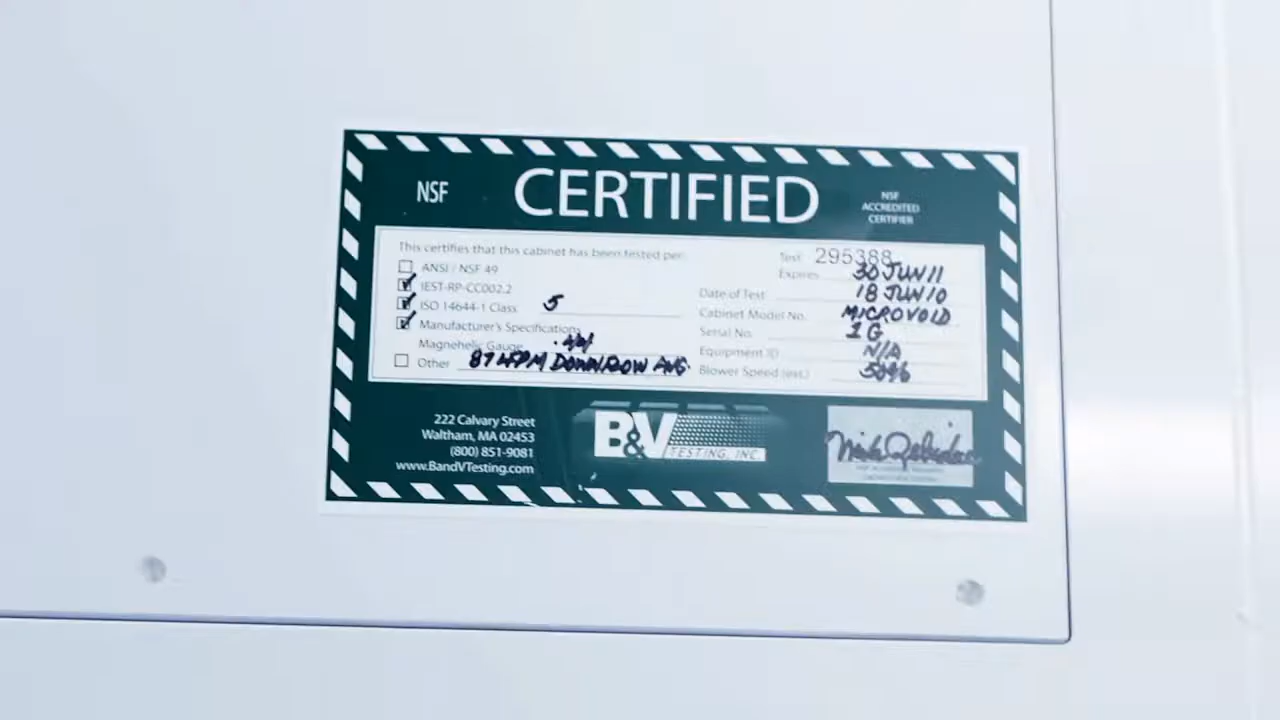 NSF CERTIFIED NSF ACCREDITED CERTIFIER
This certifies that this cabinet has been tested per:
ANSI / NSF 49
IEST-RP-CC002.2
ISO 14644-1 Class 5
Manufacturer's Specifications
Magnehelic Gauge
Other 87 LFPM DOWNFLOW AVG.
Test 295388
Expires 30 JUN 11
Date of Test 18 JUN 10
Cabinet Model No. MICROVOID
Serial No. 1G
Equipment ID N/A
Blower Speed (est.) 50%
222 Calvary Street
Waltham, MA 02453
(800) 851-9081
www.BandVTesting.com
B&V
TESTING, INC.